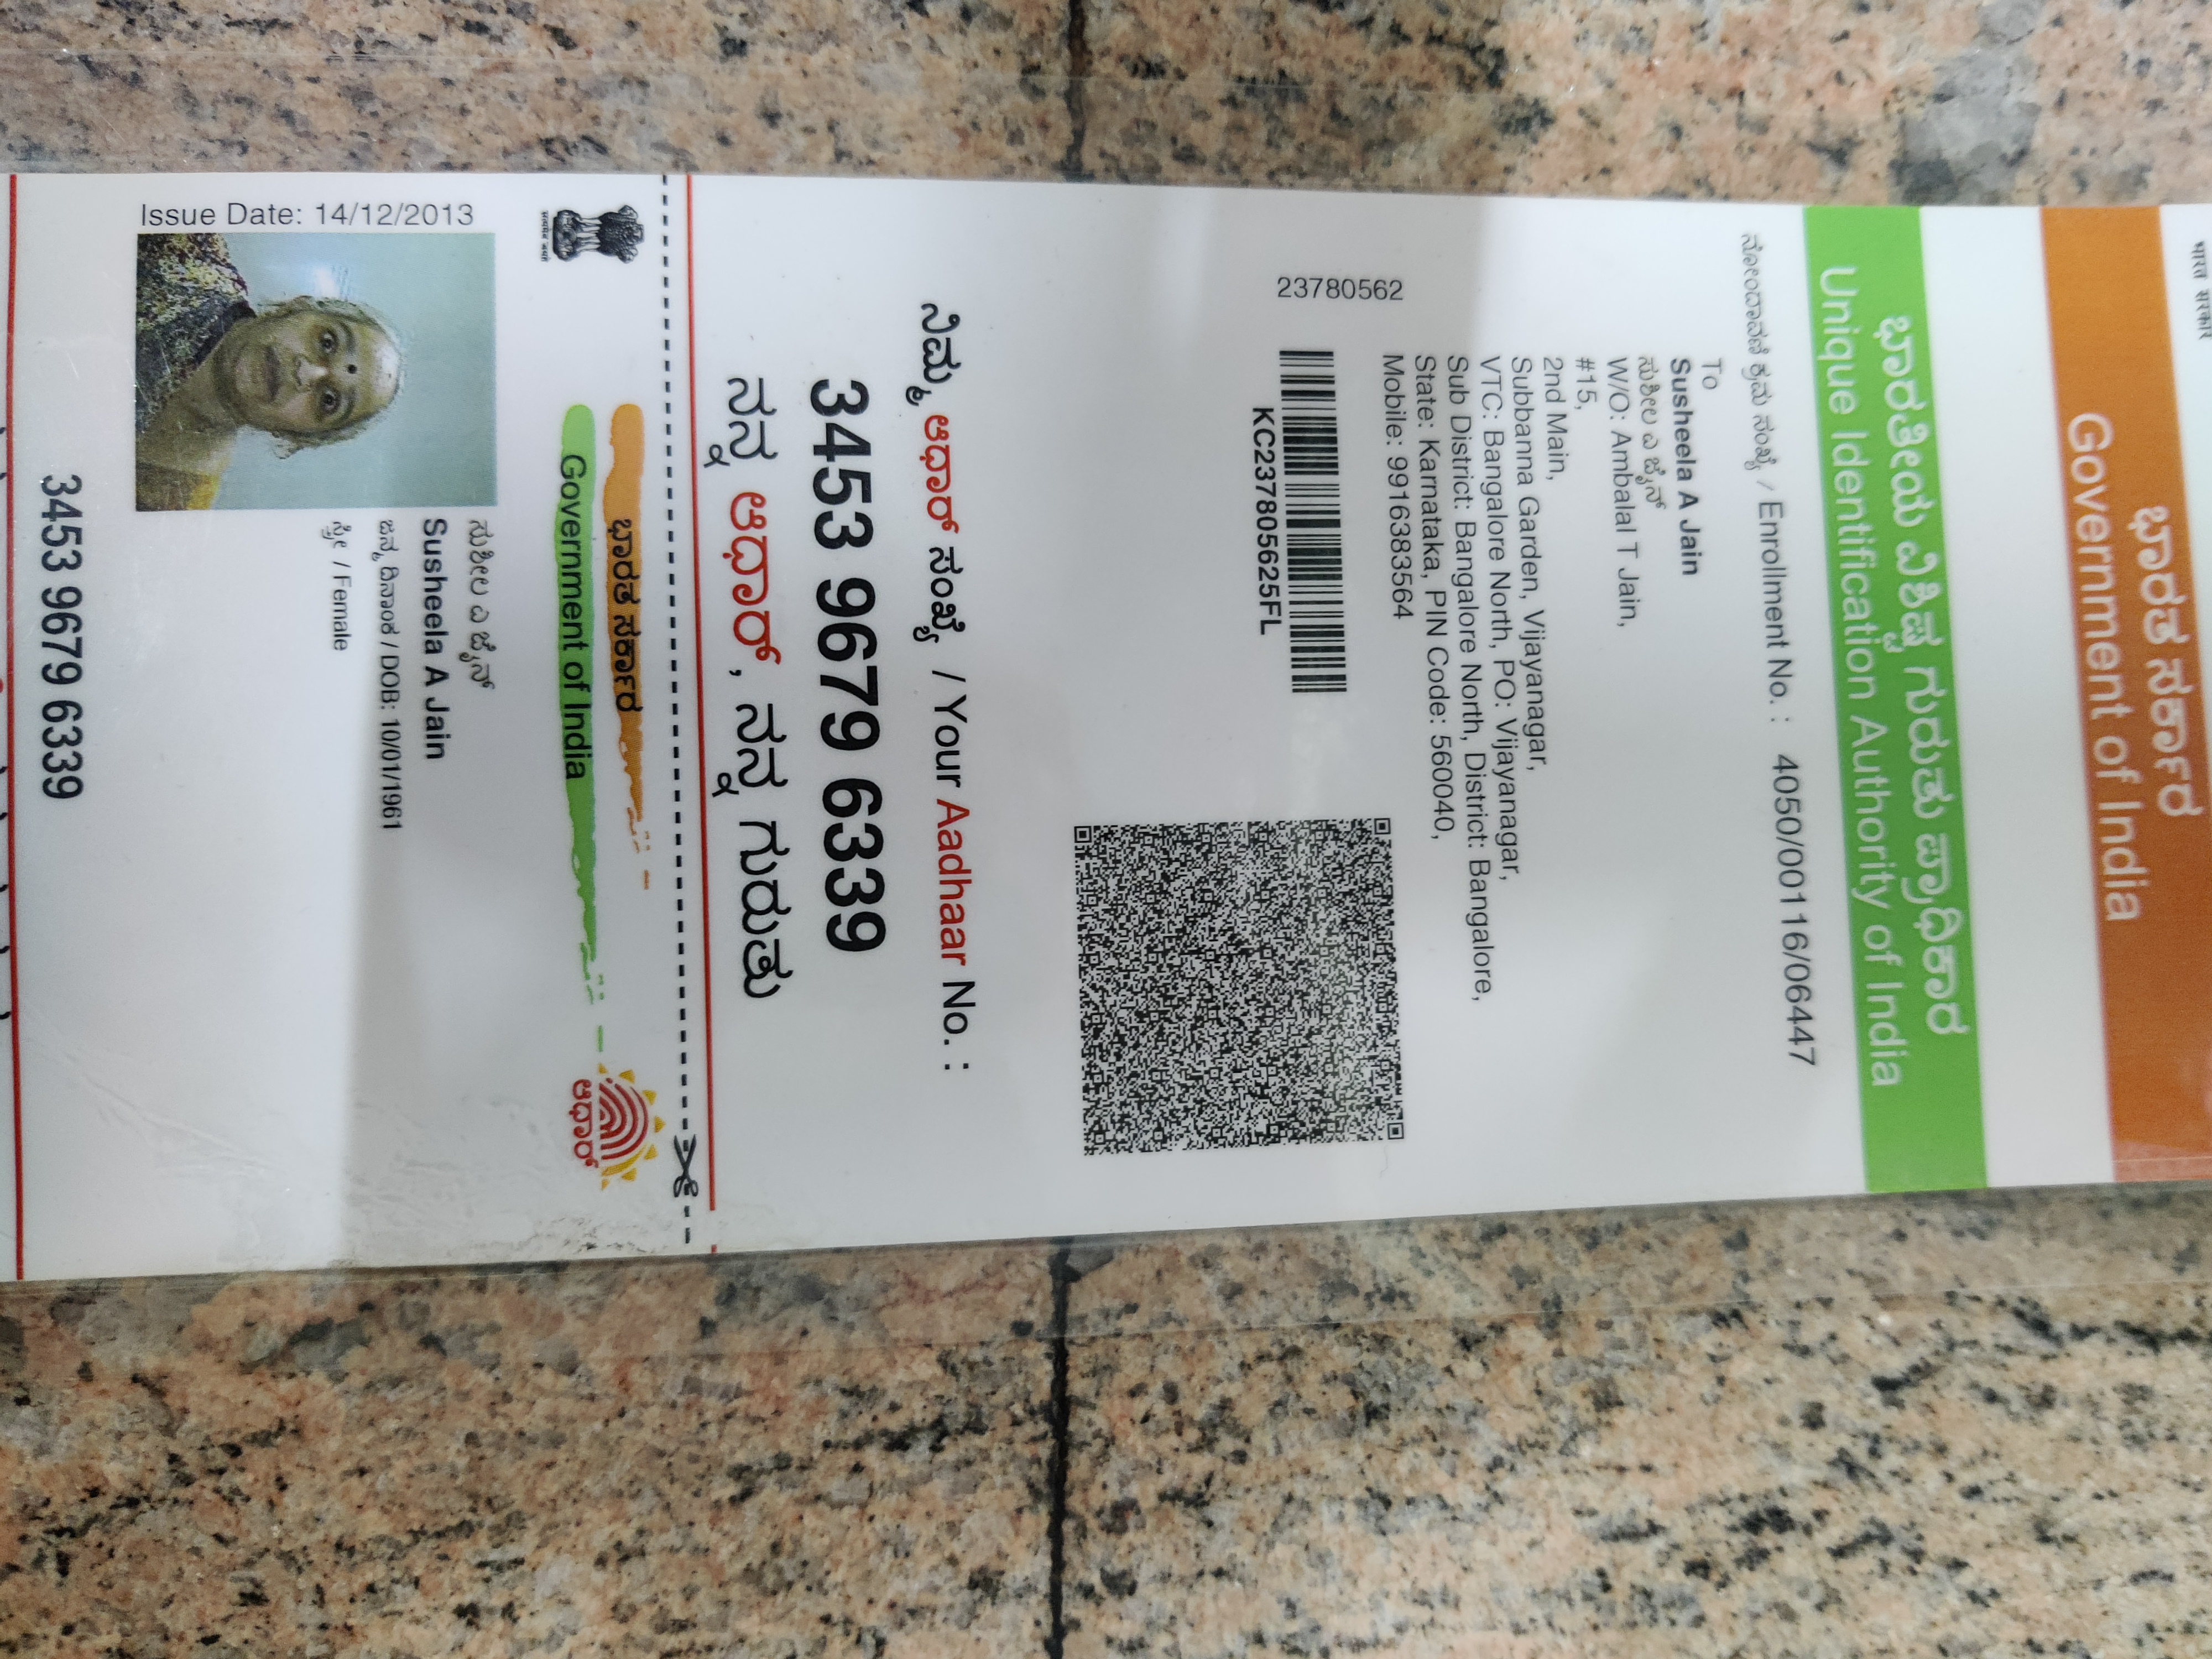 भारत सरकार
ಭಾರತ ಸರ್ಕಾರ
Government of India
ಭಾರತೀಯ ವಿಶಿಷ್ಟ ಗುರುತು ಪ್ರಾಧಿಕಾರ
Unique Identification Authority of India
ನೋಂದಾವಣೆ ಕ್ರಮ ಸಂಖ್ಯೆ / Enrollment No. : 4050/00116/06447
To
Susheela A Jain
ಸುಶೀಲ ಎ ಜೈನ್
W/O: Ambalal T Jain,
#15,
2nd Main,
Subbanna Garden, Vijayanagar,
VTC: Bangalore North, PO: Vijayanagar,
Sub District: Bangalore North, District: Bangalore,
State: Karnataka, PIN Code: 560040,
Mobile: 9916383564
23780562
KC237805625FL
ನಿಮ್ಮ ಆಧಾರ್ ಸಂಖ್ಯೆ / Your Aadhaar No. :
3453 9679 6339
ನನ್ನ ಆಧಾರ್, ನನ್ನ ಗುರುತು
ಭಾರತ ಸರ್ಕಾರ
Government of India
ಆಧಾರ್
Issue Date: 14/12/2013
ಸುಶೀಲ ಎ ಜೈನ್
Susheela A Jain
ಜನ್ಮ ದಿನಾಂಕ / DOB: 10/01/1961
ಸ್ತ್ರೀ / Female
3453 9679 6339